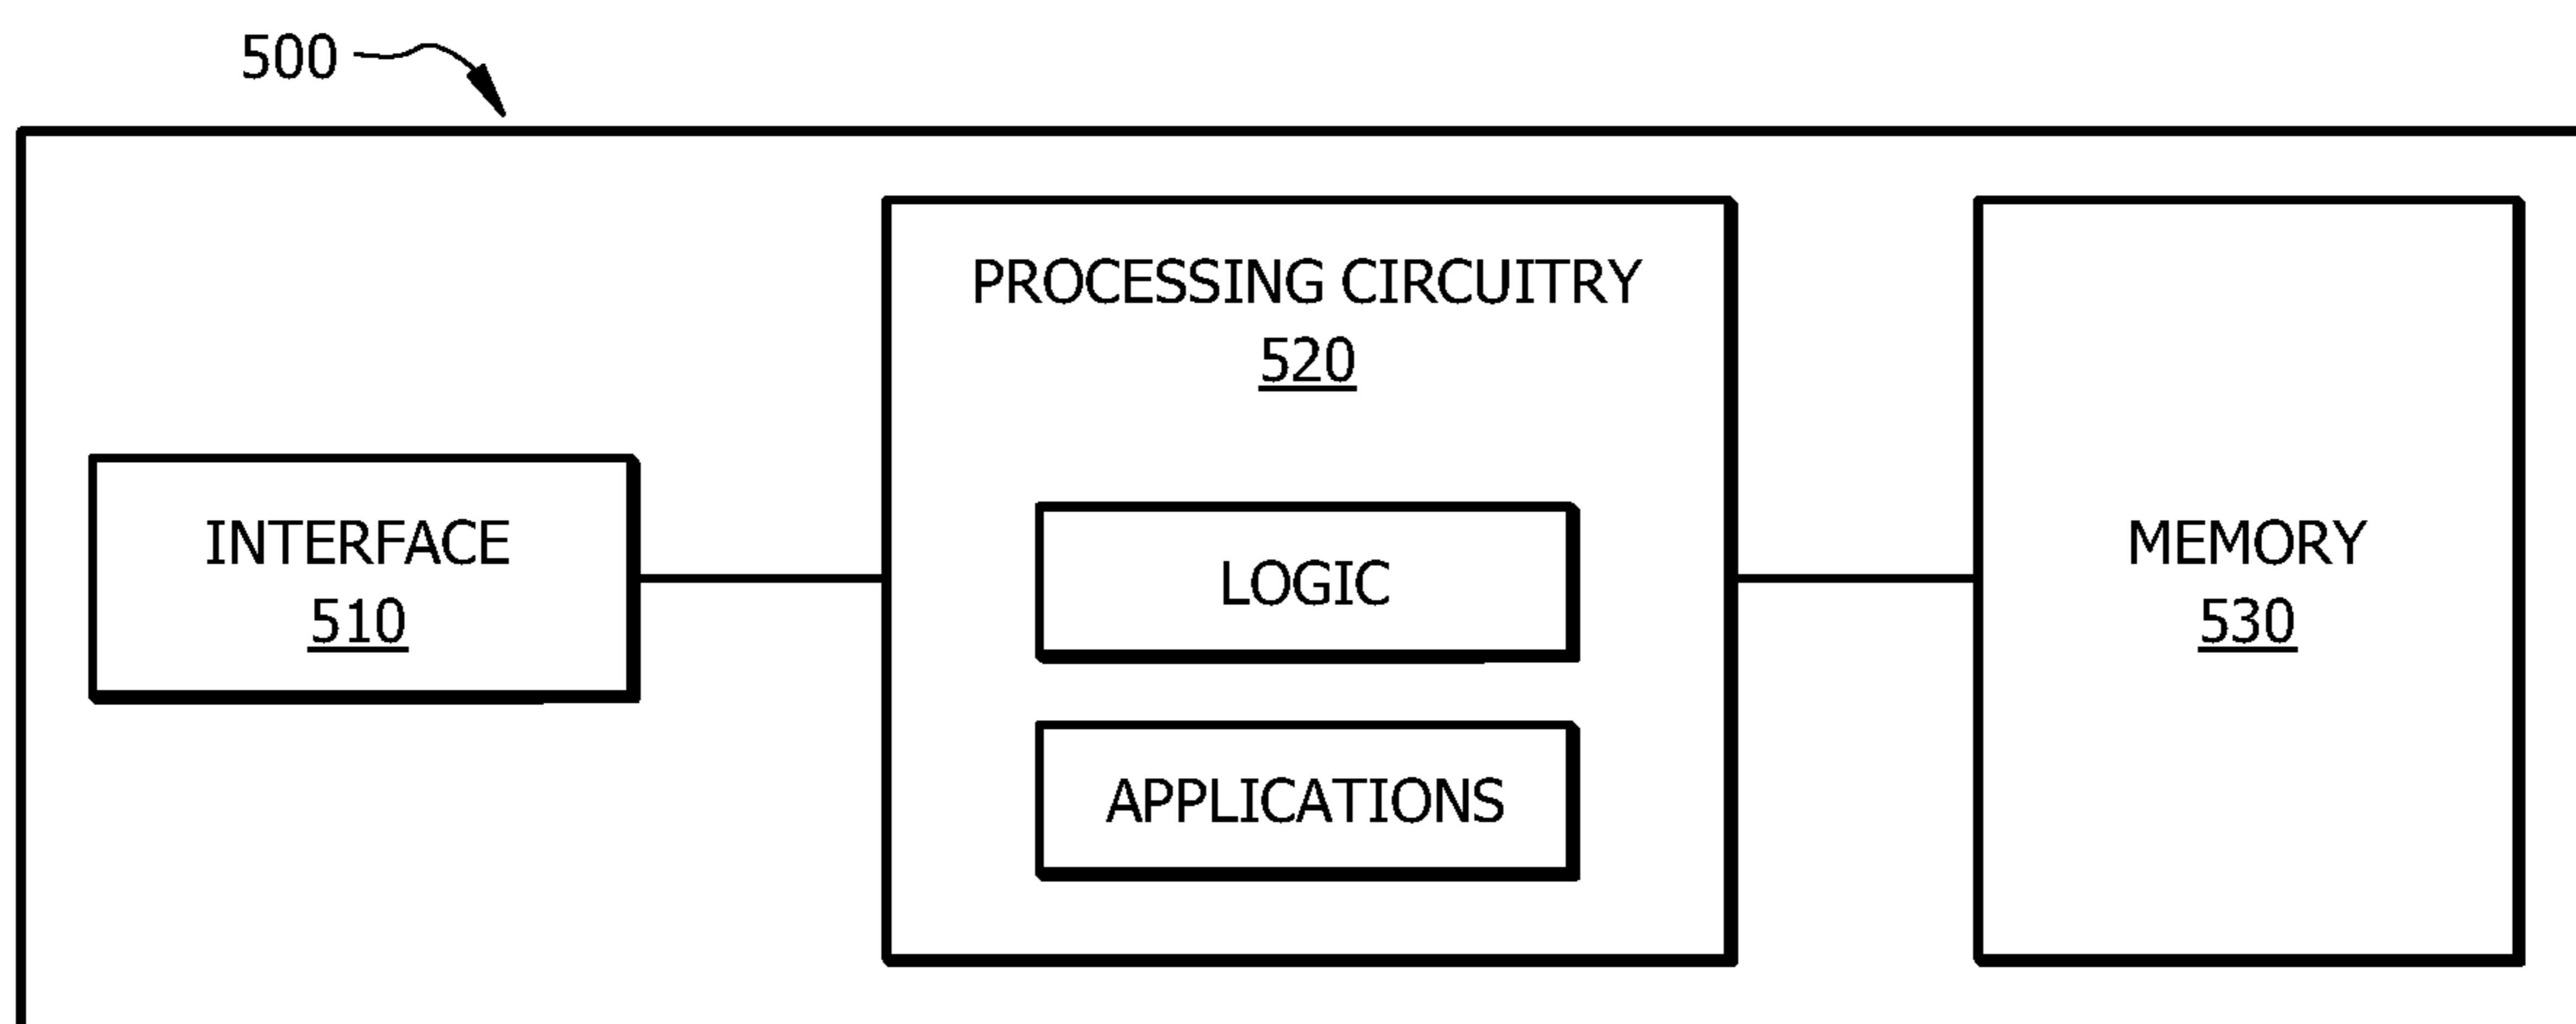 500
PROCESSING CIRCUITRY
520
INTERFACE
510
LOGIC
APPLICATIONS
MEMORY
530